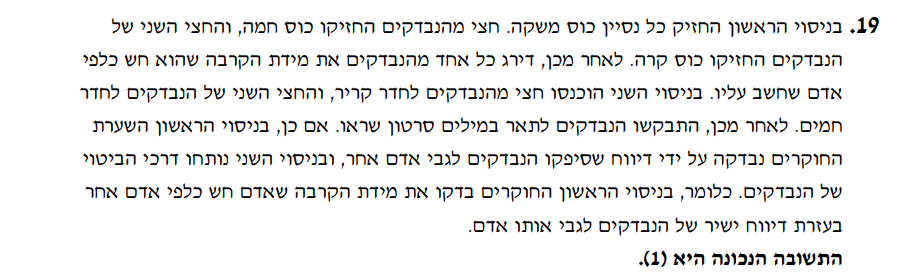 19. בניסוי הראשון החזיק כל נסיין כוס משקה. חצי מהנבדקים החזיקו כוס חמה, והחצי השני של
הנבדקים החזיקו כוס קרה. לאחר מכן, דירג כל אחד מהנבדקים את מידת הקרבה שהוא חש כלפי
אדם שחשב עליו. בניסוי השני הוכנסו חצי מהנבדקים לחדר קריר, והחצי השני של הנבדקים לחדר
חמים. לאחר מכן, התבקשו הנבדקים לתאר במילים סרטון שראו. אם כן, בניסוי הראשון השערת
החוקרים נבדקה על ידי דיווח שסיפקו הנבדקים לגבי אדם אחר, ובניסוי השני נותחו דרכי הביטוי
של הנבדקים. כלומר, בניסוי הראשון החוקרים בדקו את מידת הקרבה שאדם חש כלפי אדם אחר
בעזרת דיווח ישיר של הנבדקים לגבי אותו אדם.
התשובה הנכונה היא (1).